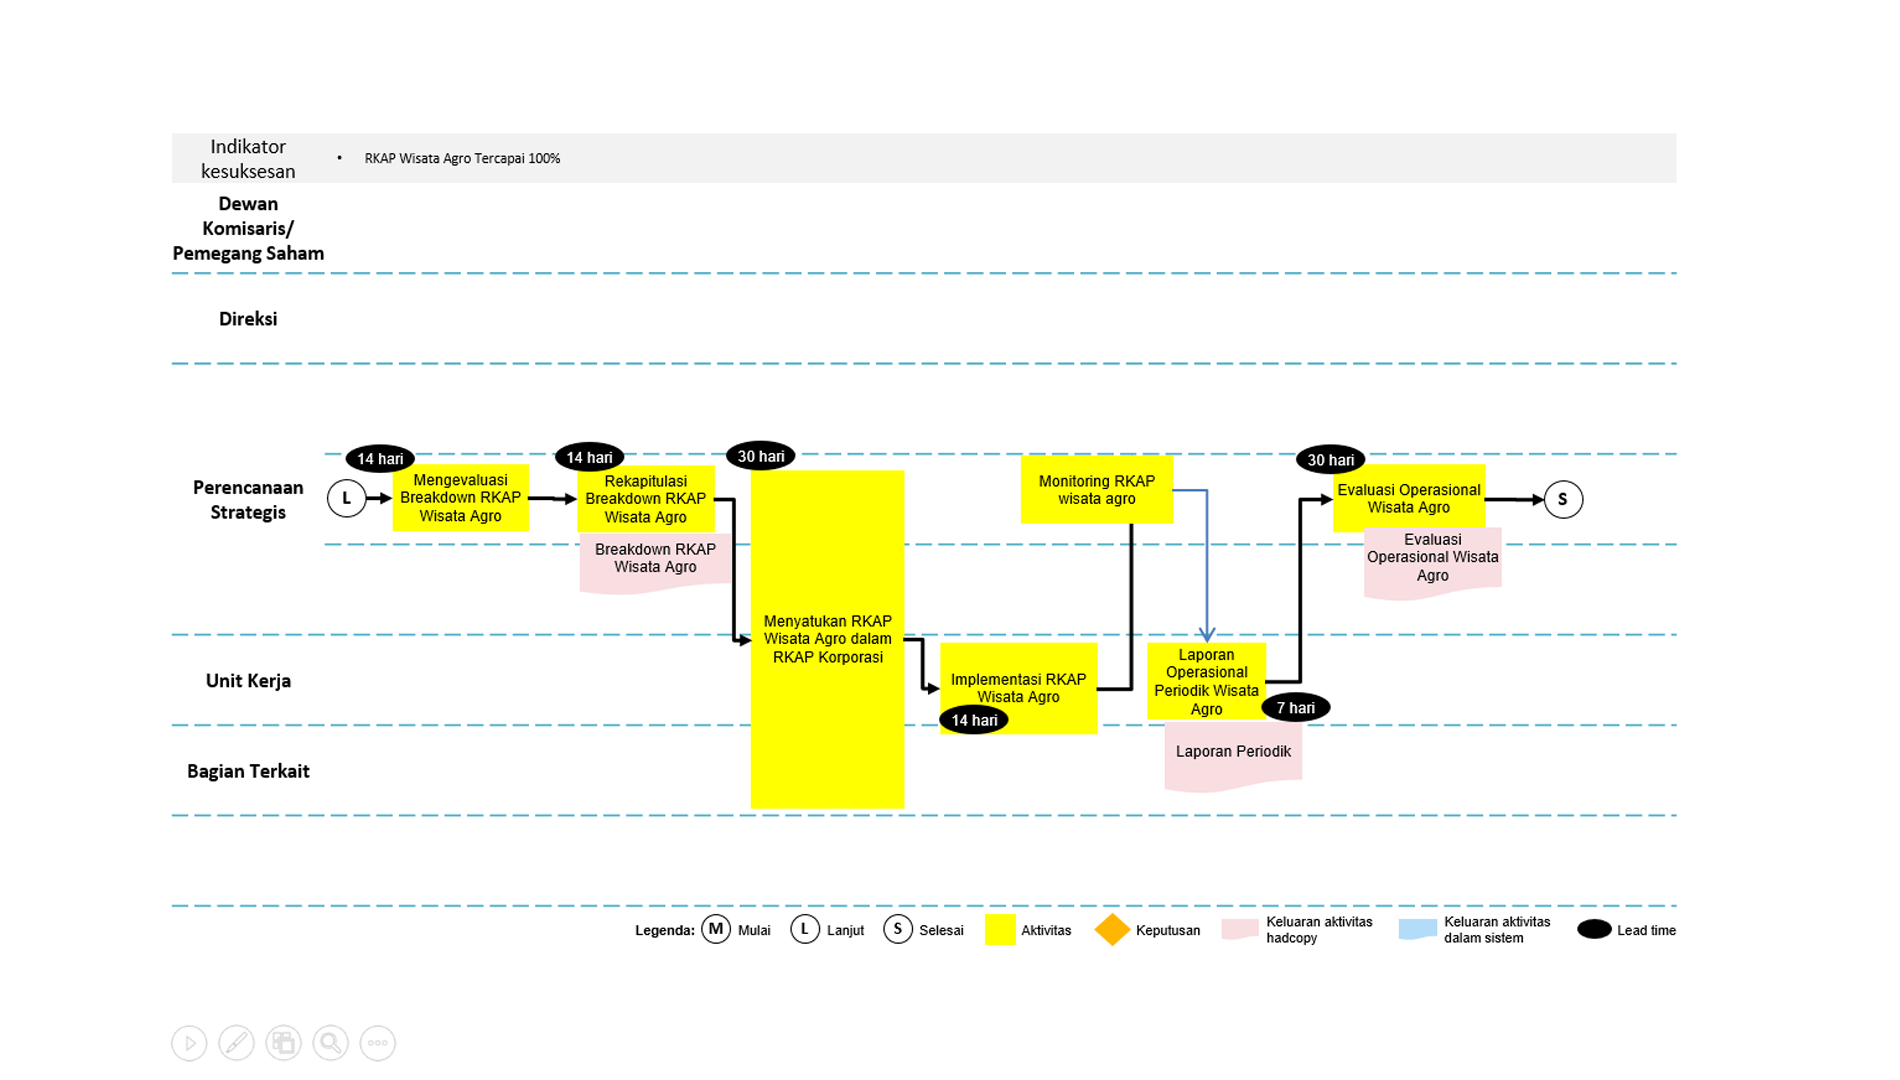 Indikator
kesuksesan
• RKAP Wisata Agro Tercapai 100%
Dewan
Komisaris/
Pemegang Saham
Direksi
Perencanaan
Strategis
L
14 hari
Mengevaluasi
Breakdown RKAP
Wisata Agro
14 hari
Rekapitulasi
Breakdown RKAP
Wisata Agro
Breakdown RKAP
Wisata Agro
30 hari
Menyatukan RKAP
Wisata Agro dalam
RKAP Korporasi
Monitoring RKAP
wisata agro
30 hari
Evaluasi Operasional
Wisata Agro
S
Evaluasi
Operasional Wisata
Agro
Unit Kerja
Implementasi RKAP
Wisata Agro
14 hari
Laporan
Operasional
Periodik Wisata
Agro
7 hari
Laporan Periodik
Bagian Terkait
Legenda:
M Mulai
L Lanjut
S Selesai
Aktivitas
Keputusan
Keluaran aktivitas
hadcopy
Keluaran aktivitas
dalam sistem
Lead time